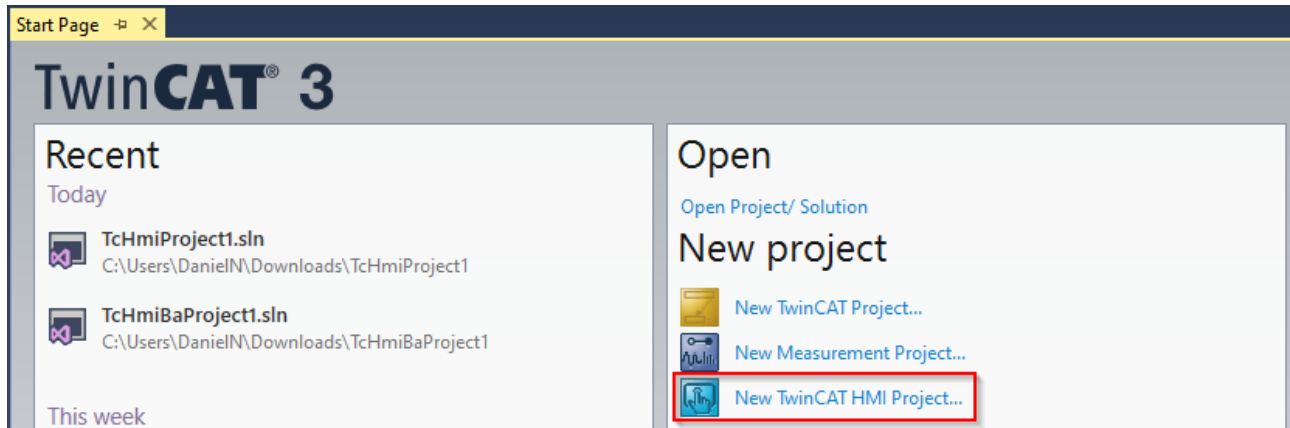 Start Page
TwinCAT® 3
Recent
Today
TcHmiProject1.sln
C:\Users\DanielN\Downloads\TcHmiProject1
TcHmiBaProject1.sln
C:\Users\DanielN\Downloads\TcHmiBaProject1
This week
Open
Open Project/ Solution
New project
New TwinCAT Project...
New Measurement Project...
New TwinCAT HMI Project...